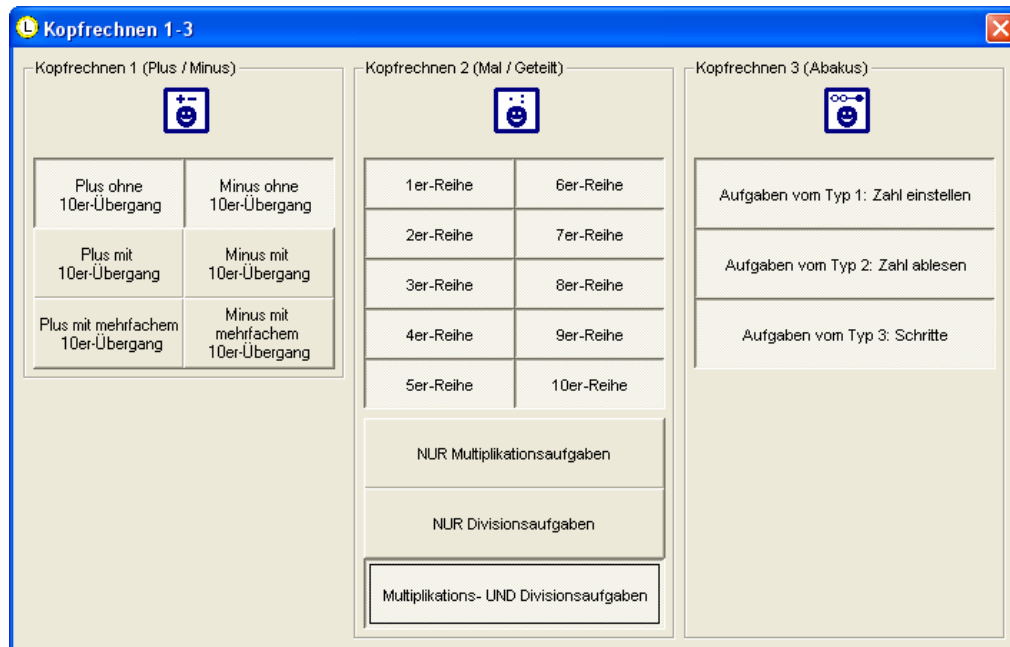 Kopfrechnen 1-3
Kopfrechnen 1 (Plus / Minus)
Plus ohne
10er-Übergang
Minus ohne
10er-Übergang
Plus mit
10er-Übergang
Minus mit
10er-Übergang
Plus mit mehrfachem
10er-Übergang
Minus mit
mehrfachem
10er-Übergang
Kopfrechnen 2 (Mal / Geteilt)
1er-Reihe
6er-Reihe
2er-Reihe
7er-Reihe
3er-Reihe
8er-Reihe
4er-Reihe
9er-Reihe
5er-Reihe
10er-Reihe
NUR Multiplikationsaufgaben
NUR Divisionsaufgaben
Multiplikations- UND Divisionsaufgaben
Kopfrechnen 3 (Abakus)
Aufgaben vom Typ 1: Zahl einstellen
Aufgaben vom Typ 2: Zahl ablesen
Aufgaben vom Typ 3: Schritte